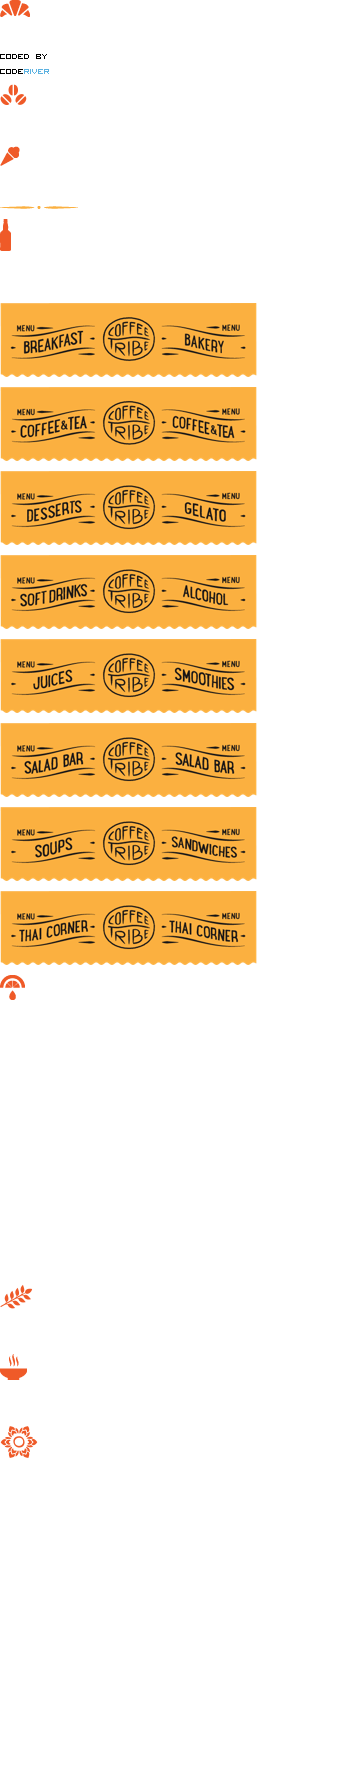 CODED BY
CODERIVER
MENU MENU
BREAKFAST COFFEE TRIBE BAKERY
MENU MENU
COFFEE&TEA COFFEE TRIBE COFFEE&TEA
MENU MENU
DESSERTS COFFEE TRIBE GELATO
MENU MENU
SOFT DRINKS COFFEE TRIBE ALCOHOL
MENU MENU
JUICES COFFEE TRIBE SMOOTHIES
MENU MENU
SALAD BAR COFFEE TRIBE SALAD BAR
MENU MENU
SOUPS COFFEE TRIBE SANDWICHES
MENU MENU
THAI CORNER COFFEE TRIBE THAI CORNER